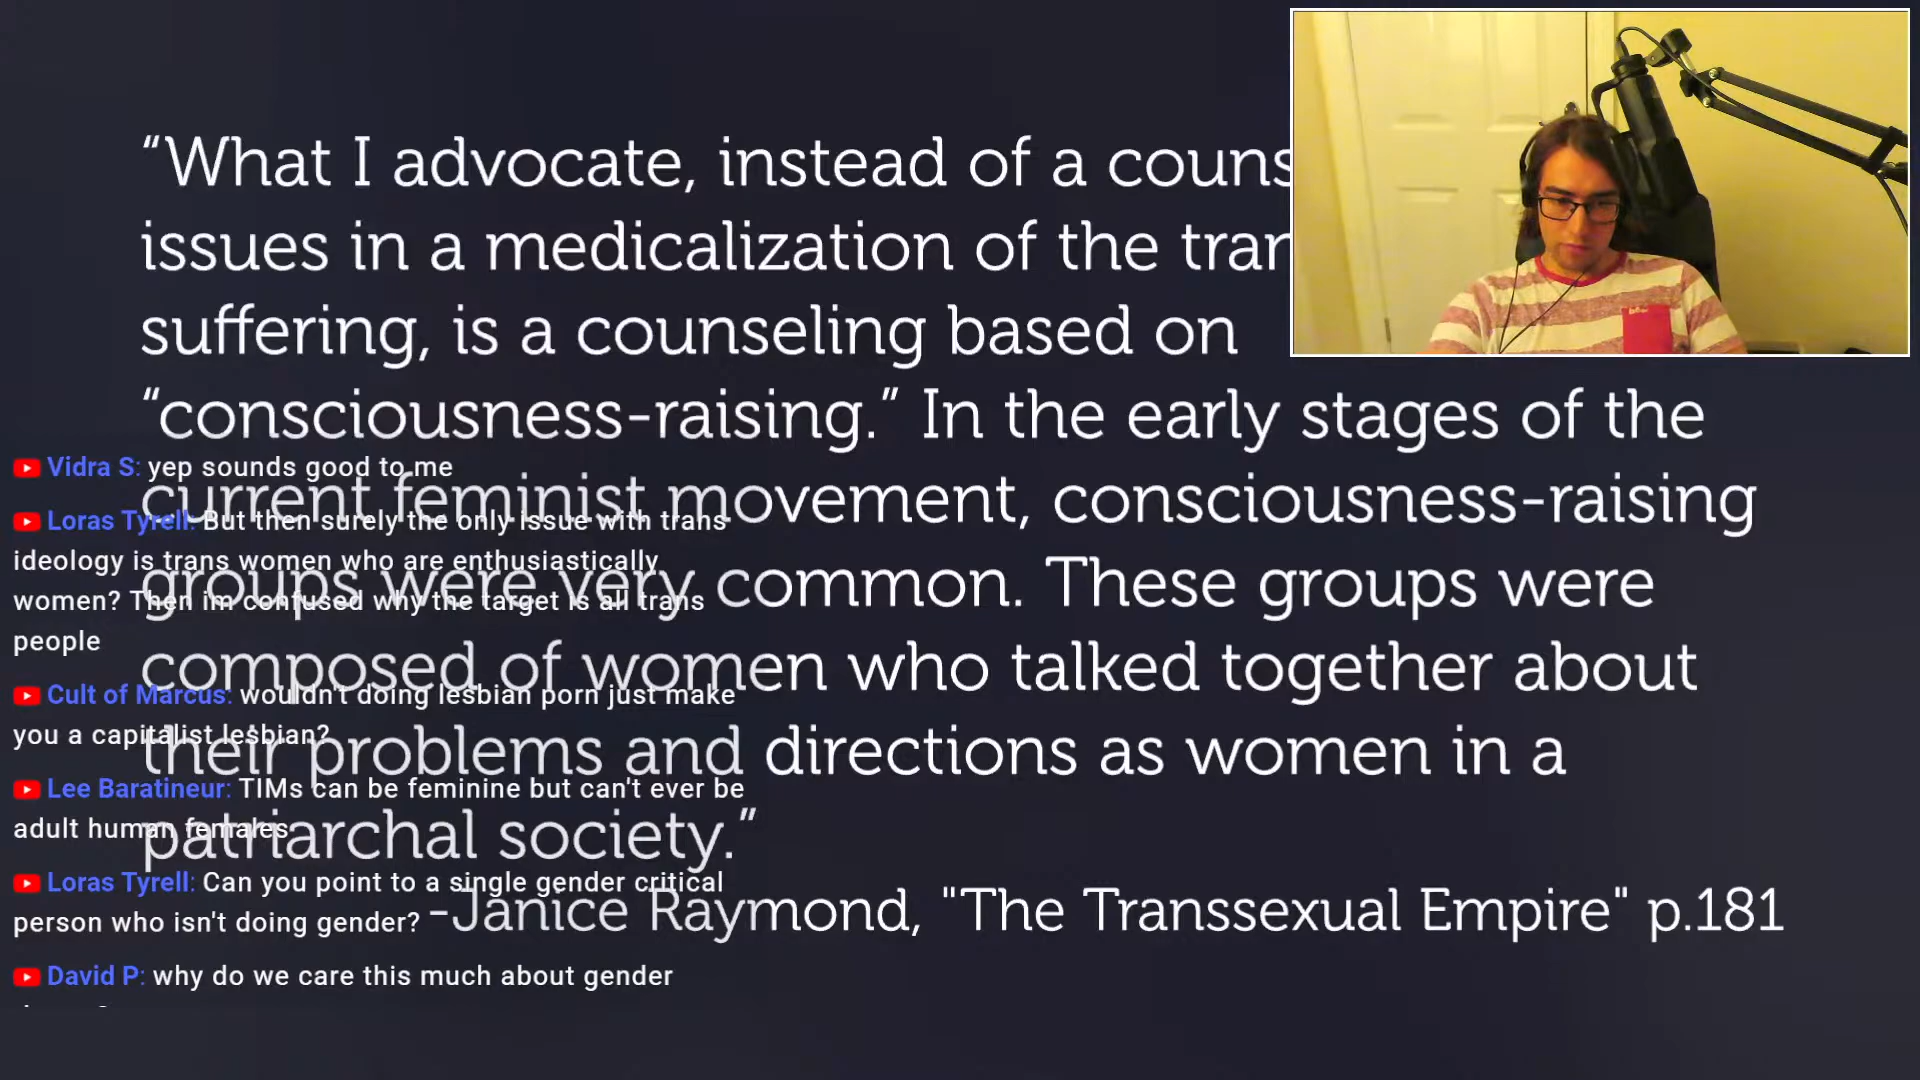 “What I advocate, instead of a couns
issues in a medicalization of the tran
suffering, is a counseling based on
“consciousness-raising.” In the early stages of the
current feminist movement, consciousness-raising
groups were very common. These groups were
composed of women who talked together about
their problems and directions as women in a
patriarchal society.”
-Janice Raymond, "The Transsexual Empire" p.181
Vidra S: yep sounds good to me
Loras Tyrell: But then surely the only issue with trans
ideology is trans women who are enthusiastically
women? Then im confused why the target is all trans
people
Cult of Marcus: wouldn't doing lesbian porn just make
you a capitalist lesbian?
Lee Baratineur: TIMs can be feminine but can't ever be
adult human females
Loras Tyrell: Can you point to a single gender critical
person who isn't doing gender?
David P: why do we care this much about gender